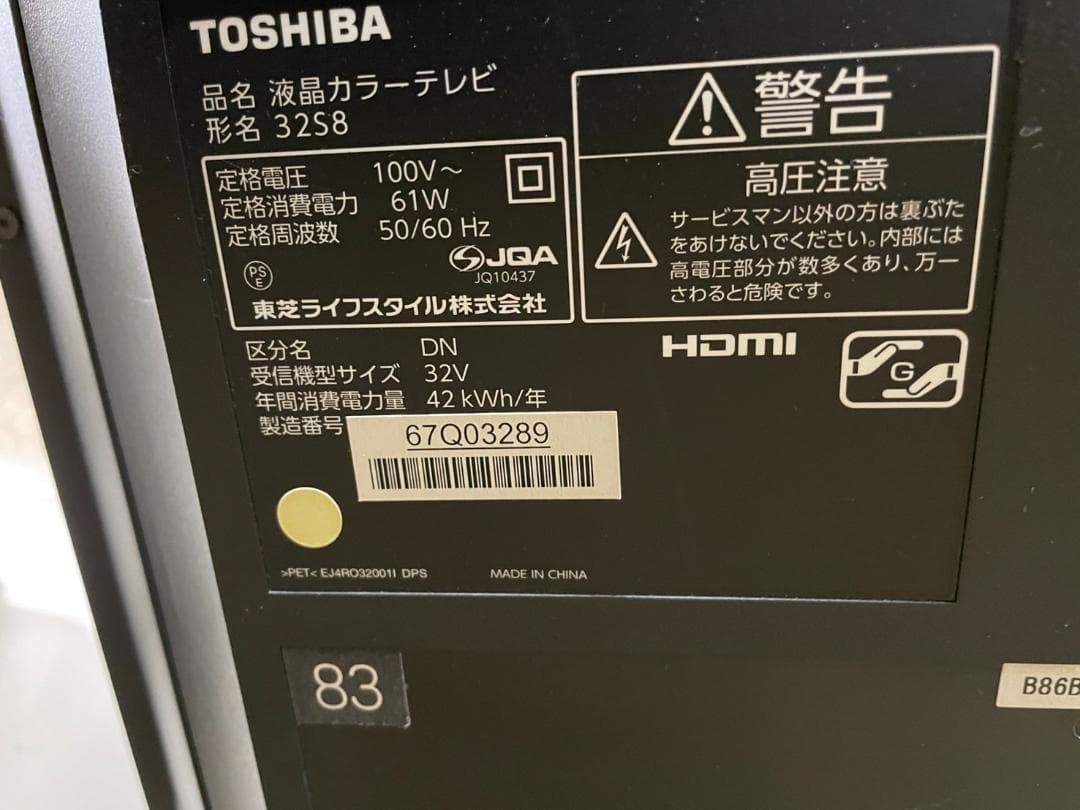 TOSHIBA
品名 液晶カラーテレビ
形名 32S8
定格電圧 100V～
定格消費電力 61W
定格周波数 50/60 Hz
JQA
JQ10437
PS
E
東芝ライフスタイル株式会社
警告
高圧注意
サービスマン以外の方は裏ぶた
をあけないでください。内部には
高電圧部分が数多くあり、万一
さわると危険です。
HDMI
G
区分名 DN
受信機型サイズ 32V
年間消費電力量 42 kWh/年
製造番号
67Q03289
>PET< EJ4RO32001I DPS
MADE IN CHINA
83
B86B